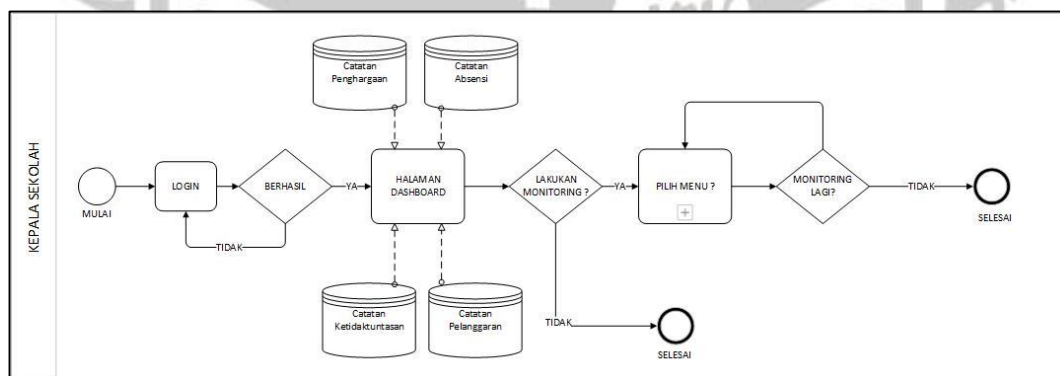 KEPALA SEKOLAH
MULAI
LOGIN
BERHASIL
TIDAK
YA
Catatan
Penghargaan
Catatan
Absensi
HALAMAN
DASHBOARD
Catatan
Ketidaktuntasan
Catatan
Pelanggaran
LAKUKAN
MONITORING ?
YA
TIDAK
SELESAI
PILIH MENU ?
MONITORING
LAGI?
TIDAK
SELESAI